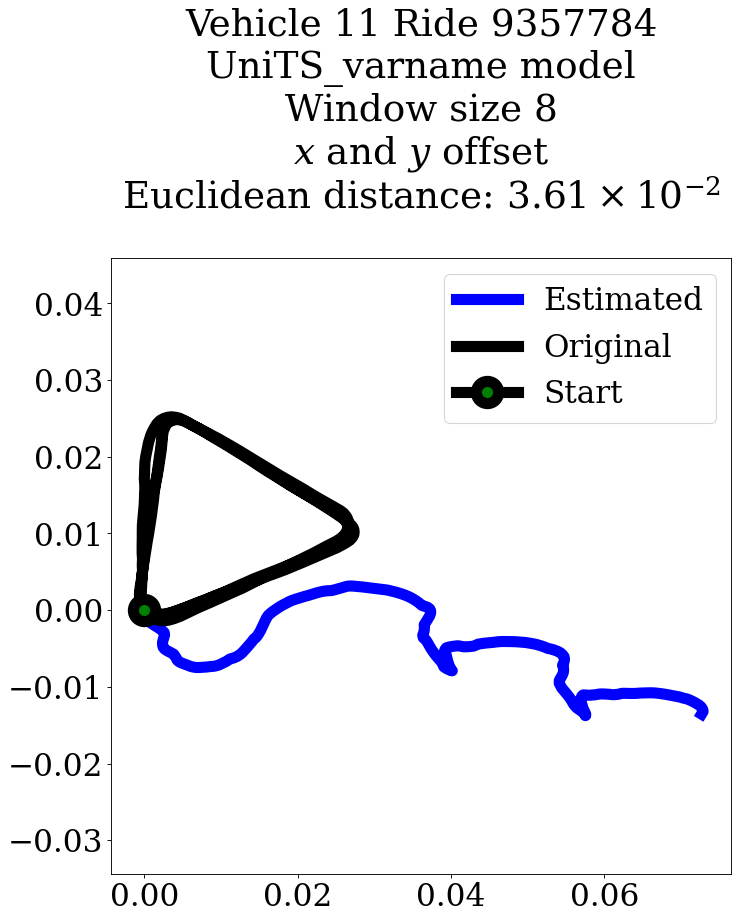 Vehicle 11 Ride 9357784
UniTS_varname model
Window size 8
x and y offset
Euclidean distance: 3.61 × 10⁻²
Estimated
Original
Start
0.04
0.03
0.02
0.01
0.00
−0.01
−0.02
−0.03
0.00 0.02 0.04 0.06